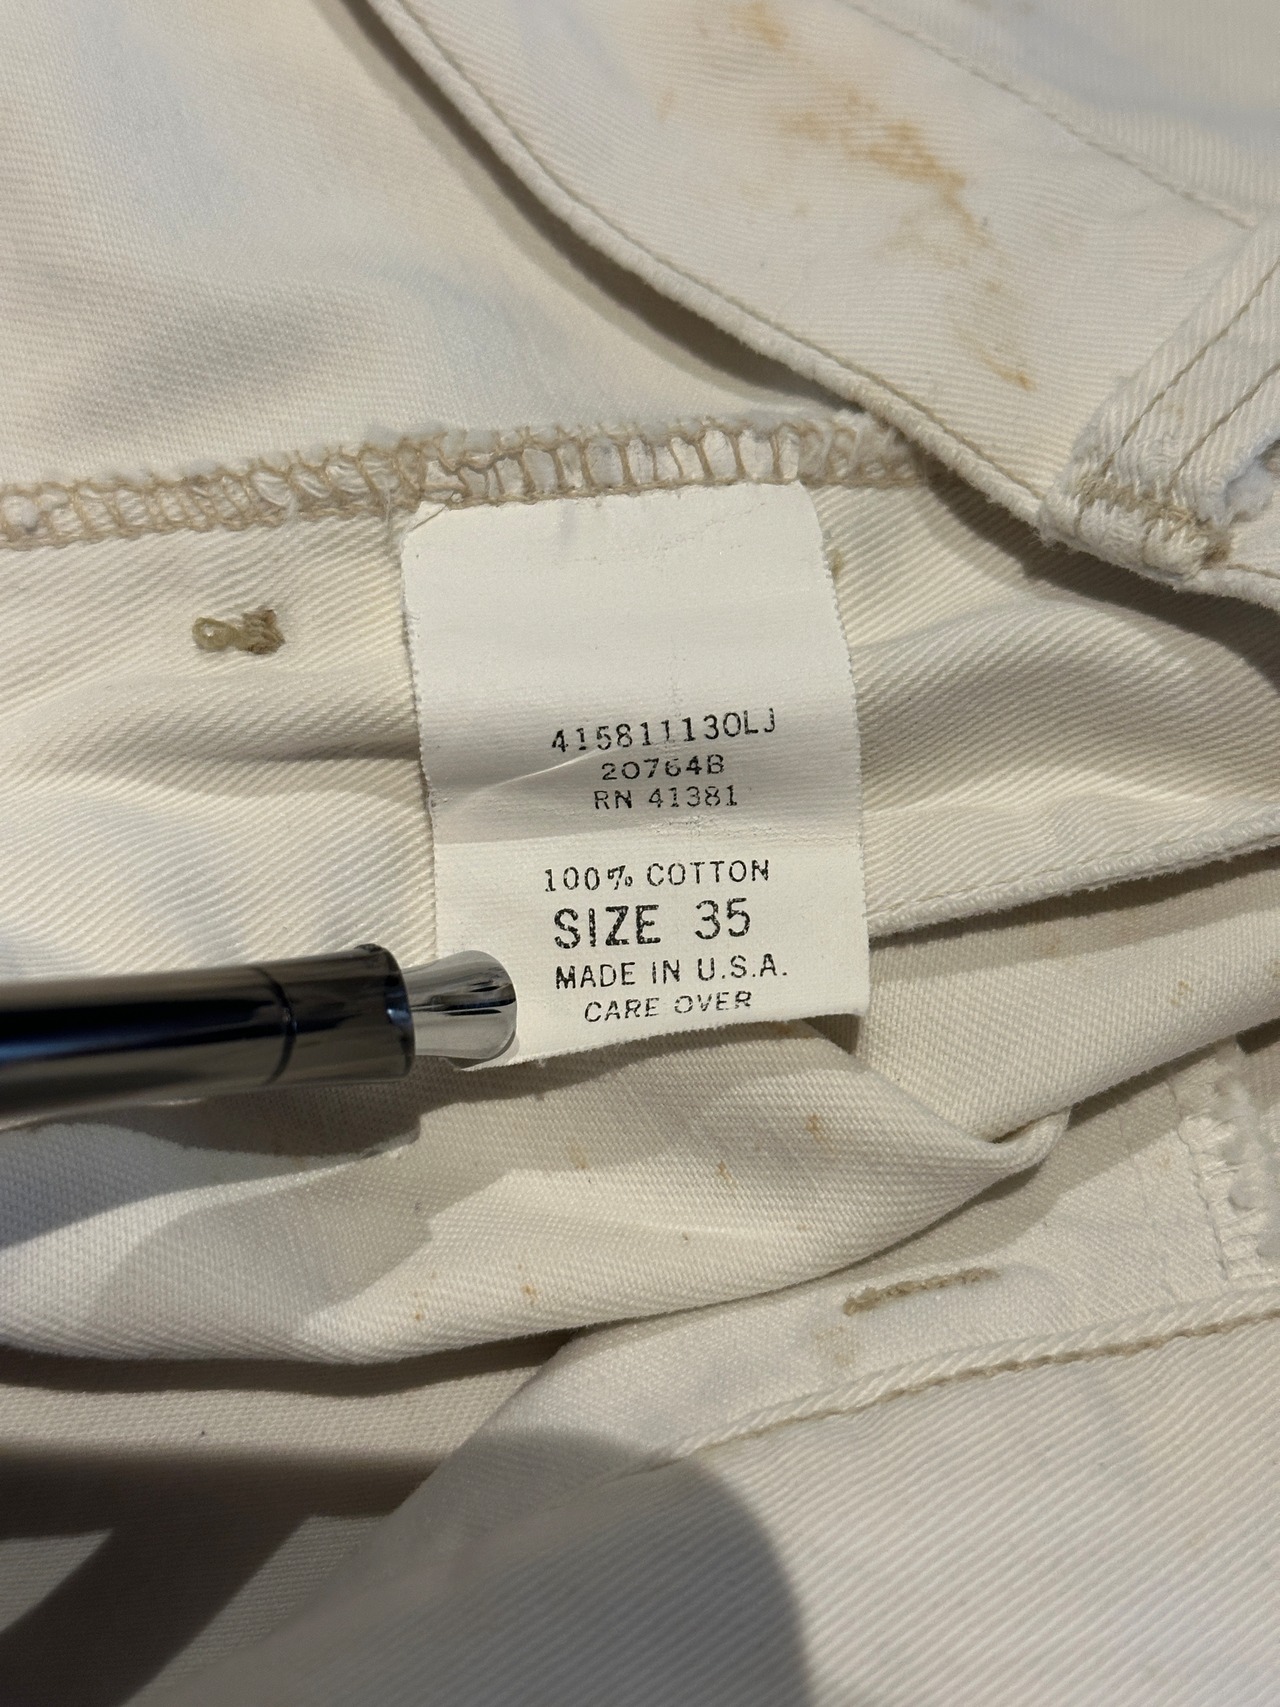 415811130LJ
20764B
RN 41381
100% COTTON
SIZE 35
MADE IN U.S.A.
CARE OVER